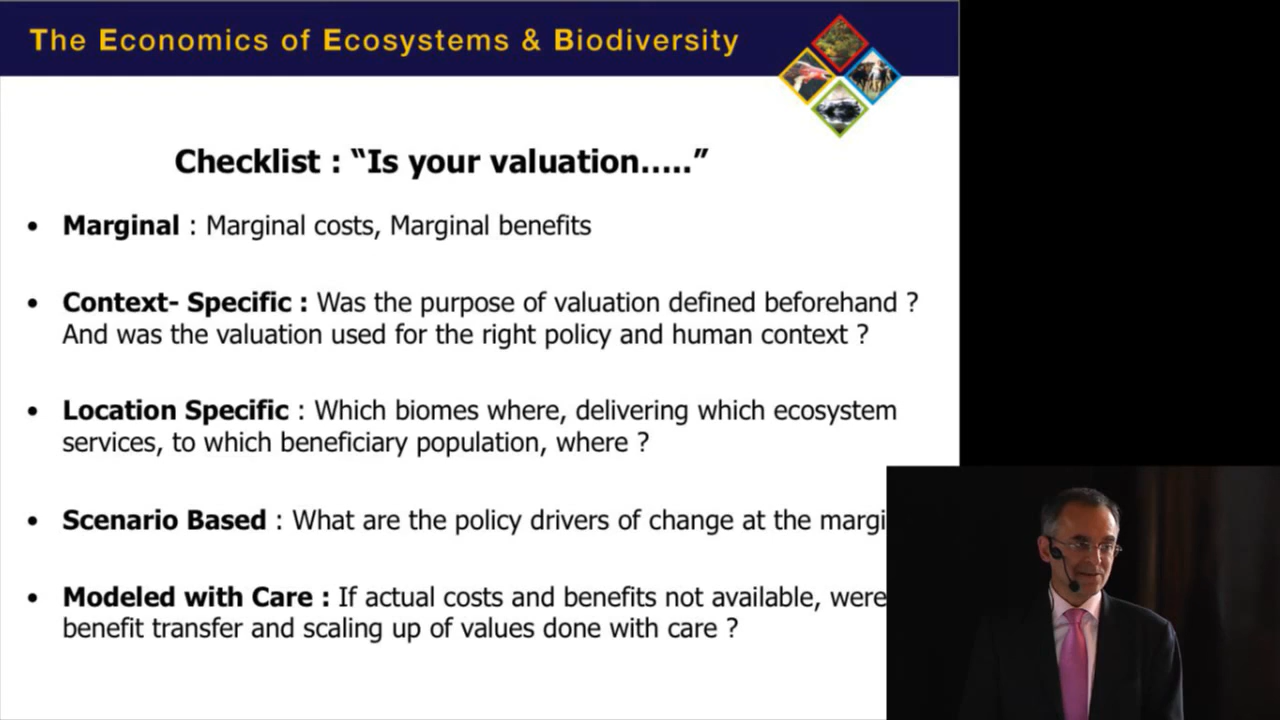 The Economics of Ecosystems & Biodiversity
Checklist : “Is your valuation.....”
• Marginal : Marginal costs, Marginal benefits
• Context- Specific : Was the purpose of valuation defined beforehand ?
And was the valuation used for the right policy and human context ?
• Location Specific : Which biomes where, delivering which ecosystem
services, to which beneficiary population, where ?
• Scenario Based : What are the policy drivers of change at the
• Modeled with Care : If actual costs and benefits not available, were
benefit transfer and scaling up of values done with care ?